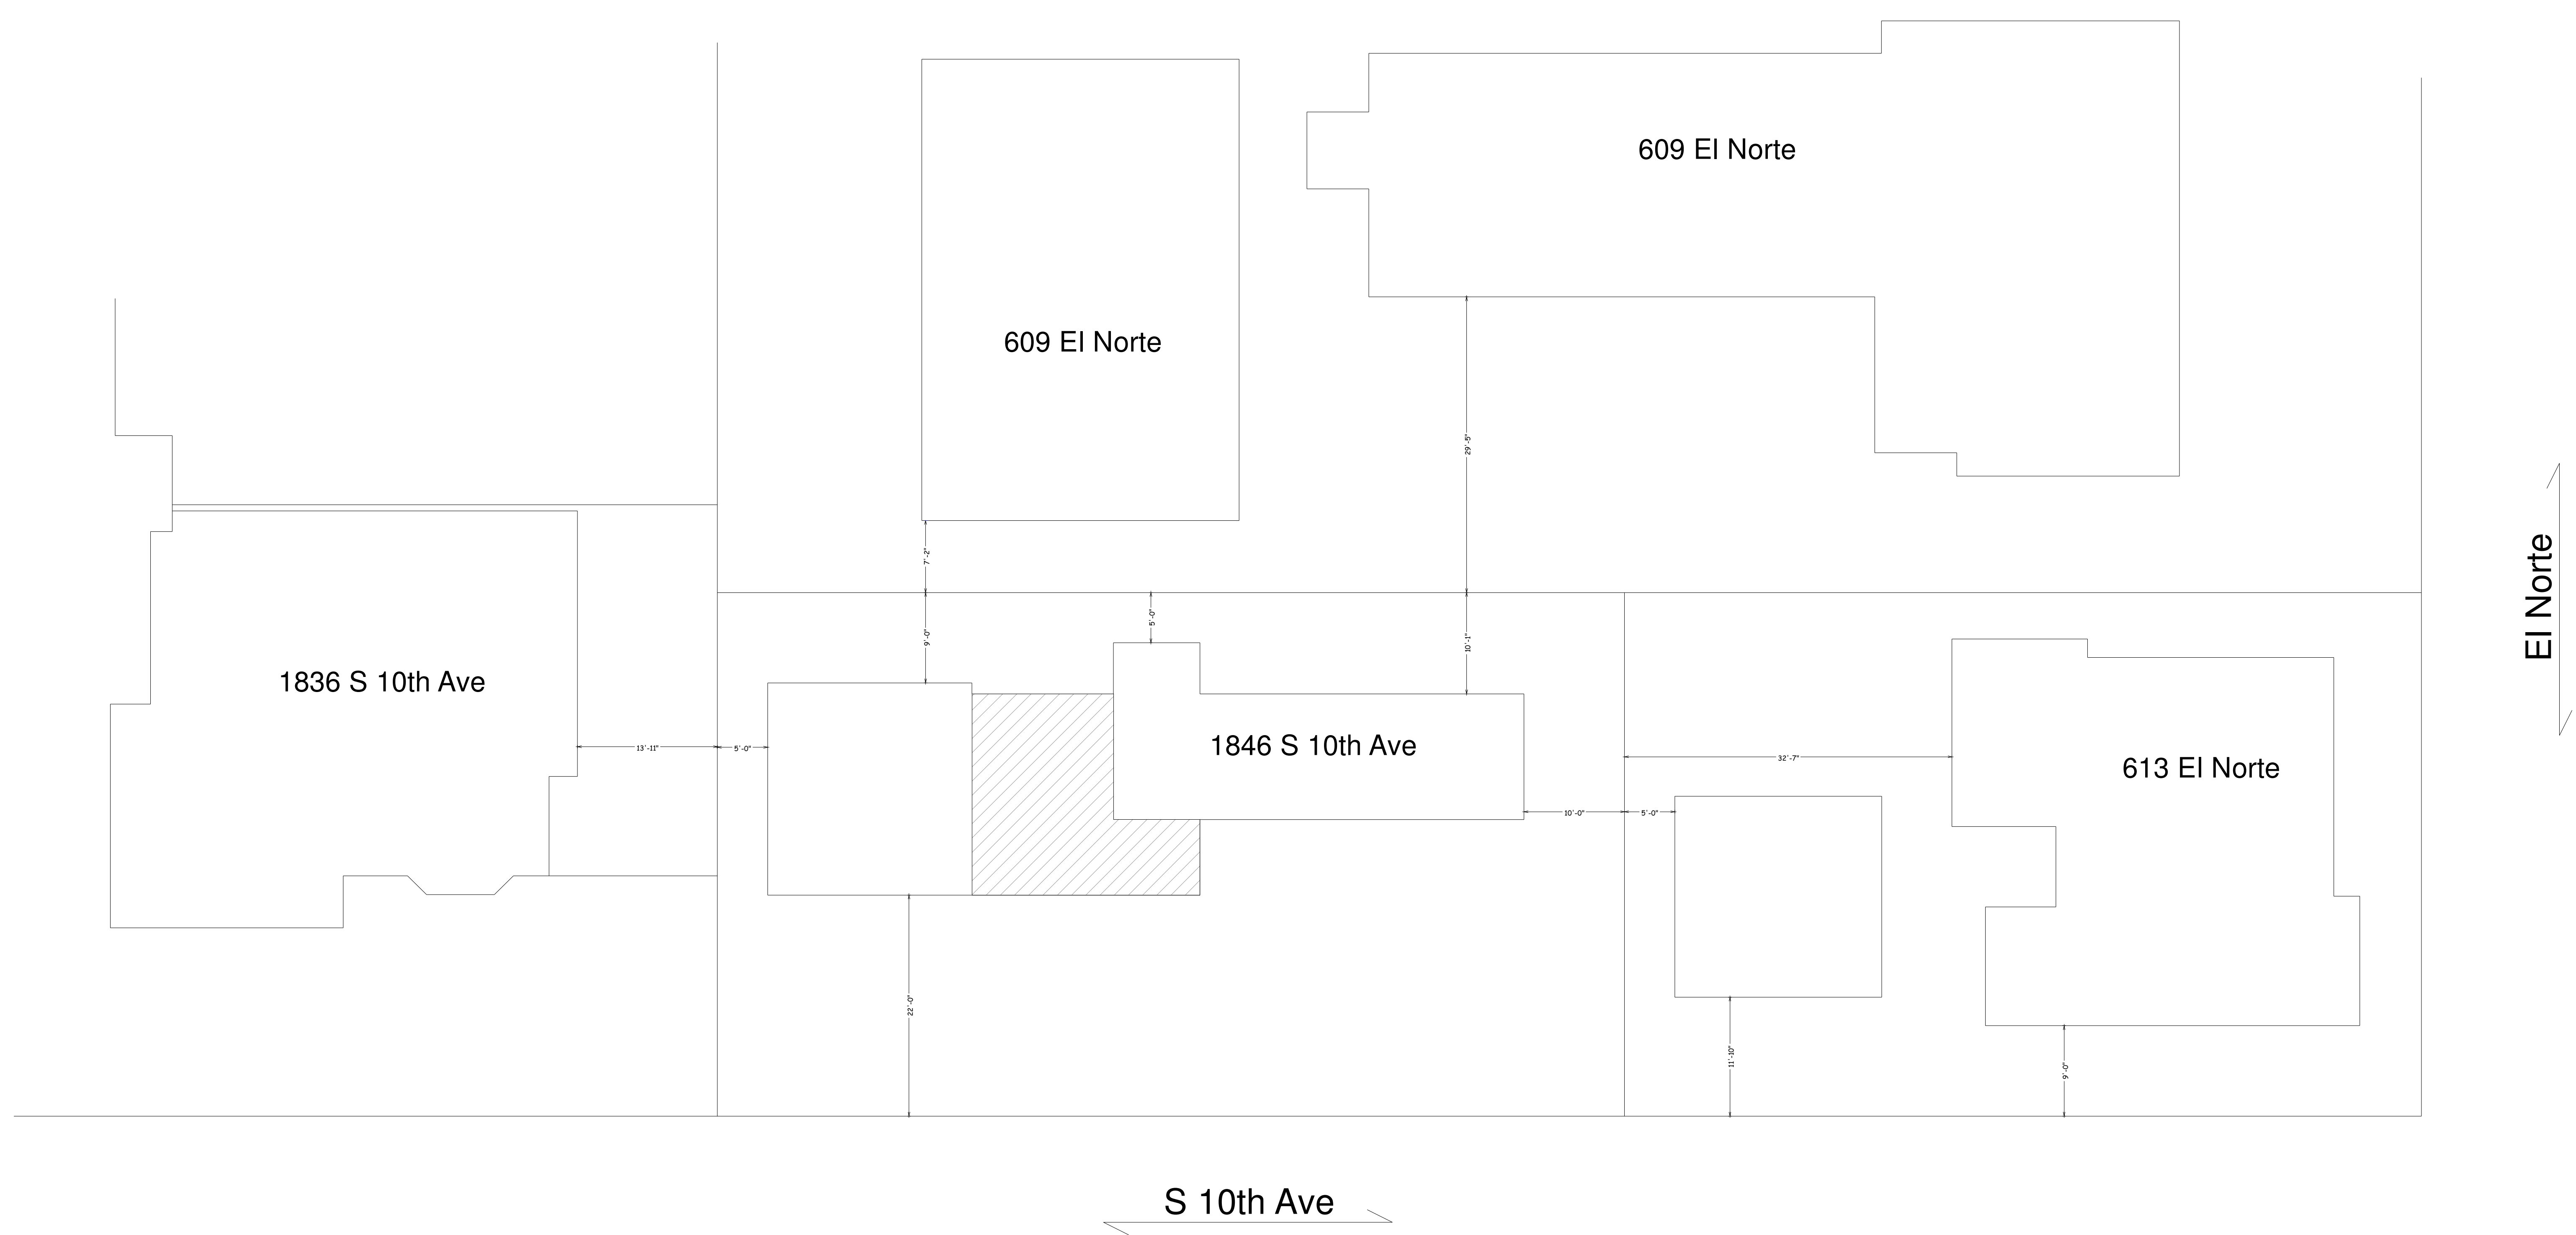 609 El Norte
609 El Norte
29'-5"
7'-2"
9'-0"
5'-0"
10'-1"
1836 S 10th Ave
13'-11"
5'-0"
1846 S 10th Ave
10'-0"
5'-0"
32'-7"
613 El Norte
El Norte
22'-0"
11'-10"
9'-0"
S 10th Ave